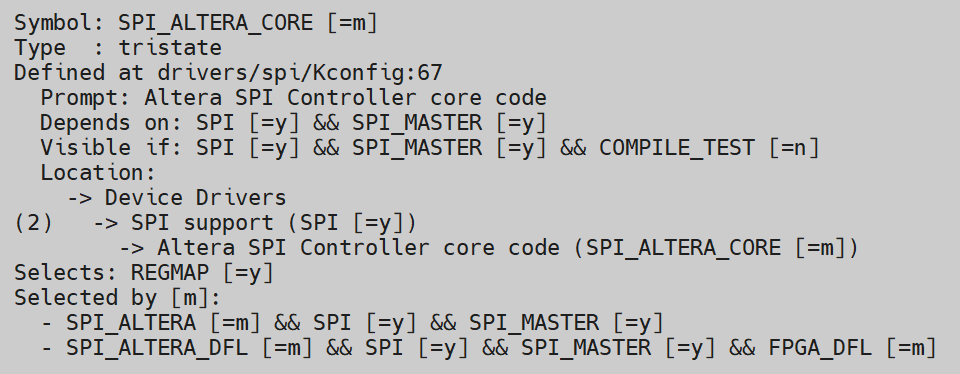 Symbol: SPI_ALTERA_CORE [=m]
Type  : tristate
Defined at drivers/spi/Kconfig:67
  Prompt: Altera SPI Controller core code
  Depends on: SPI [=y] && SPI_MASTER [=y]
  Visible if: SPI [=y] && SPI_MASTER [=y] && COMPILE_TEST [=n]
  Location:
    -> Device Drivers
(2)   -> SPI support (SPI [=y])
        -> Altera SPI Controller core code (SPI_ALTERA_CORE [=m])
Selects: REGMAP [=y]
Selected by [m]:
  - SPI_ALTERA [=m] && SPI [=y] && SPI_MASTER [=y]
  - SPI_ALTERA_DFL [=m] && SPI [=y] && SPI_MASTER [=y] && FPGA_DFL [=m]